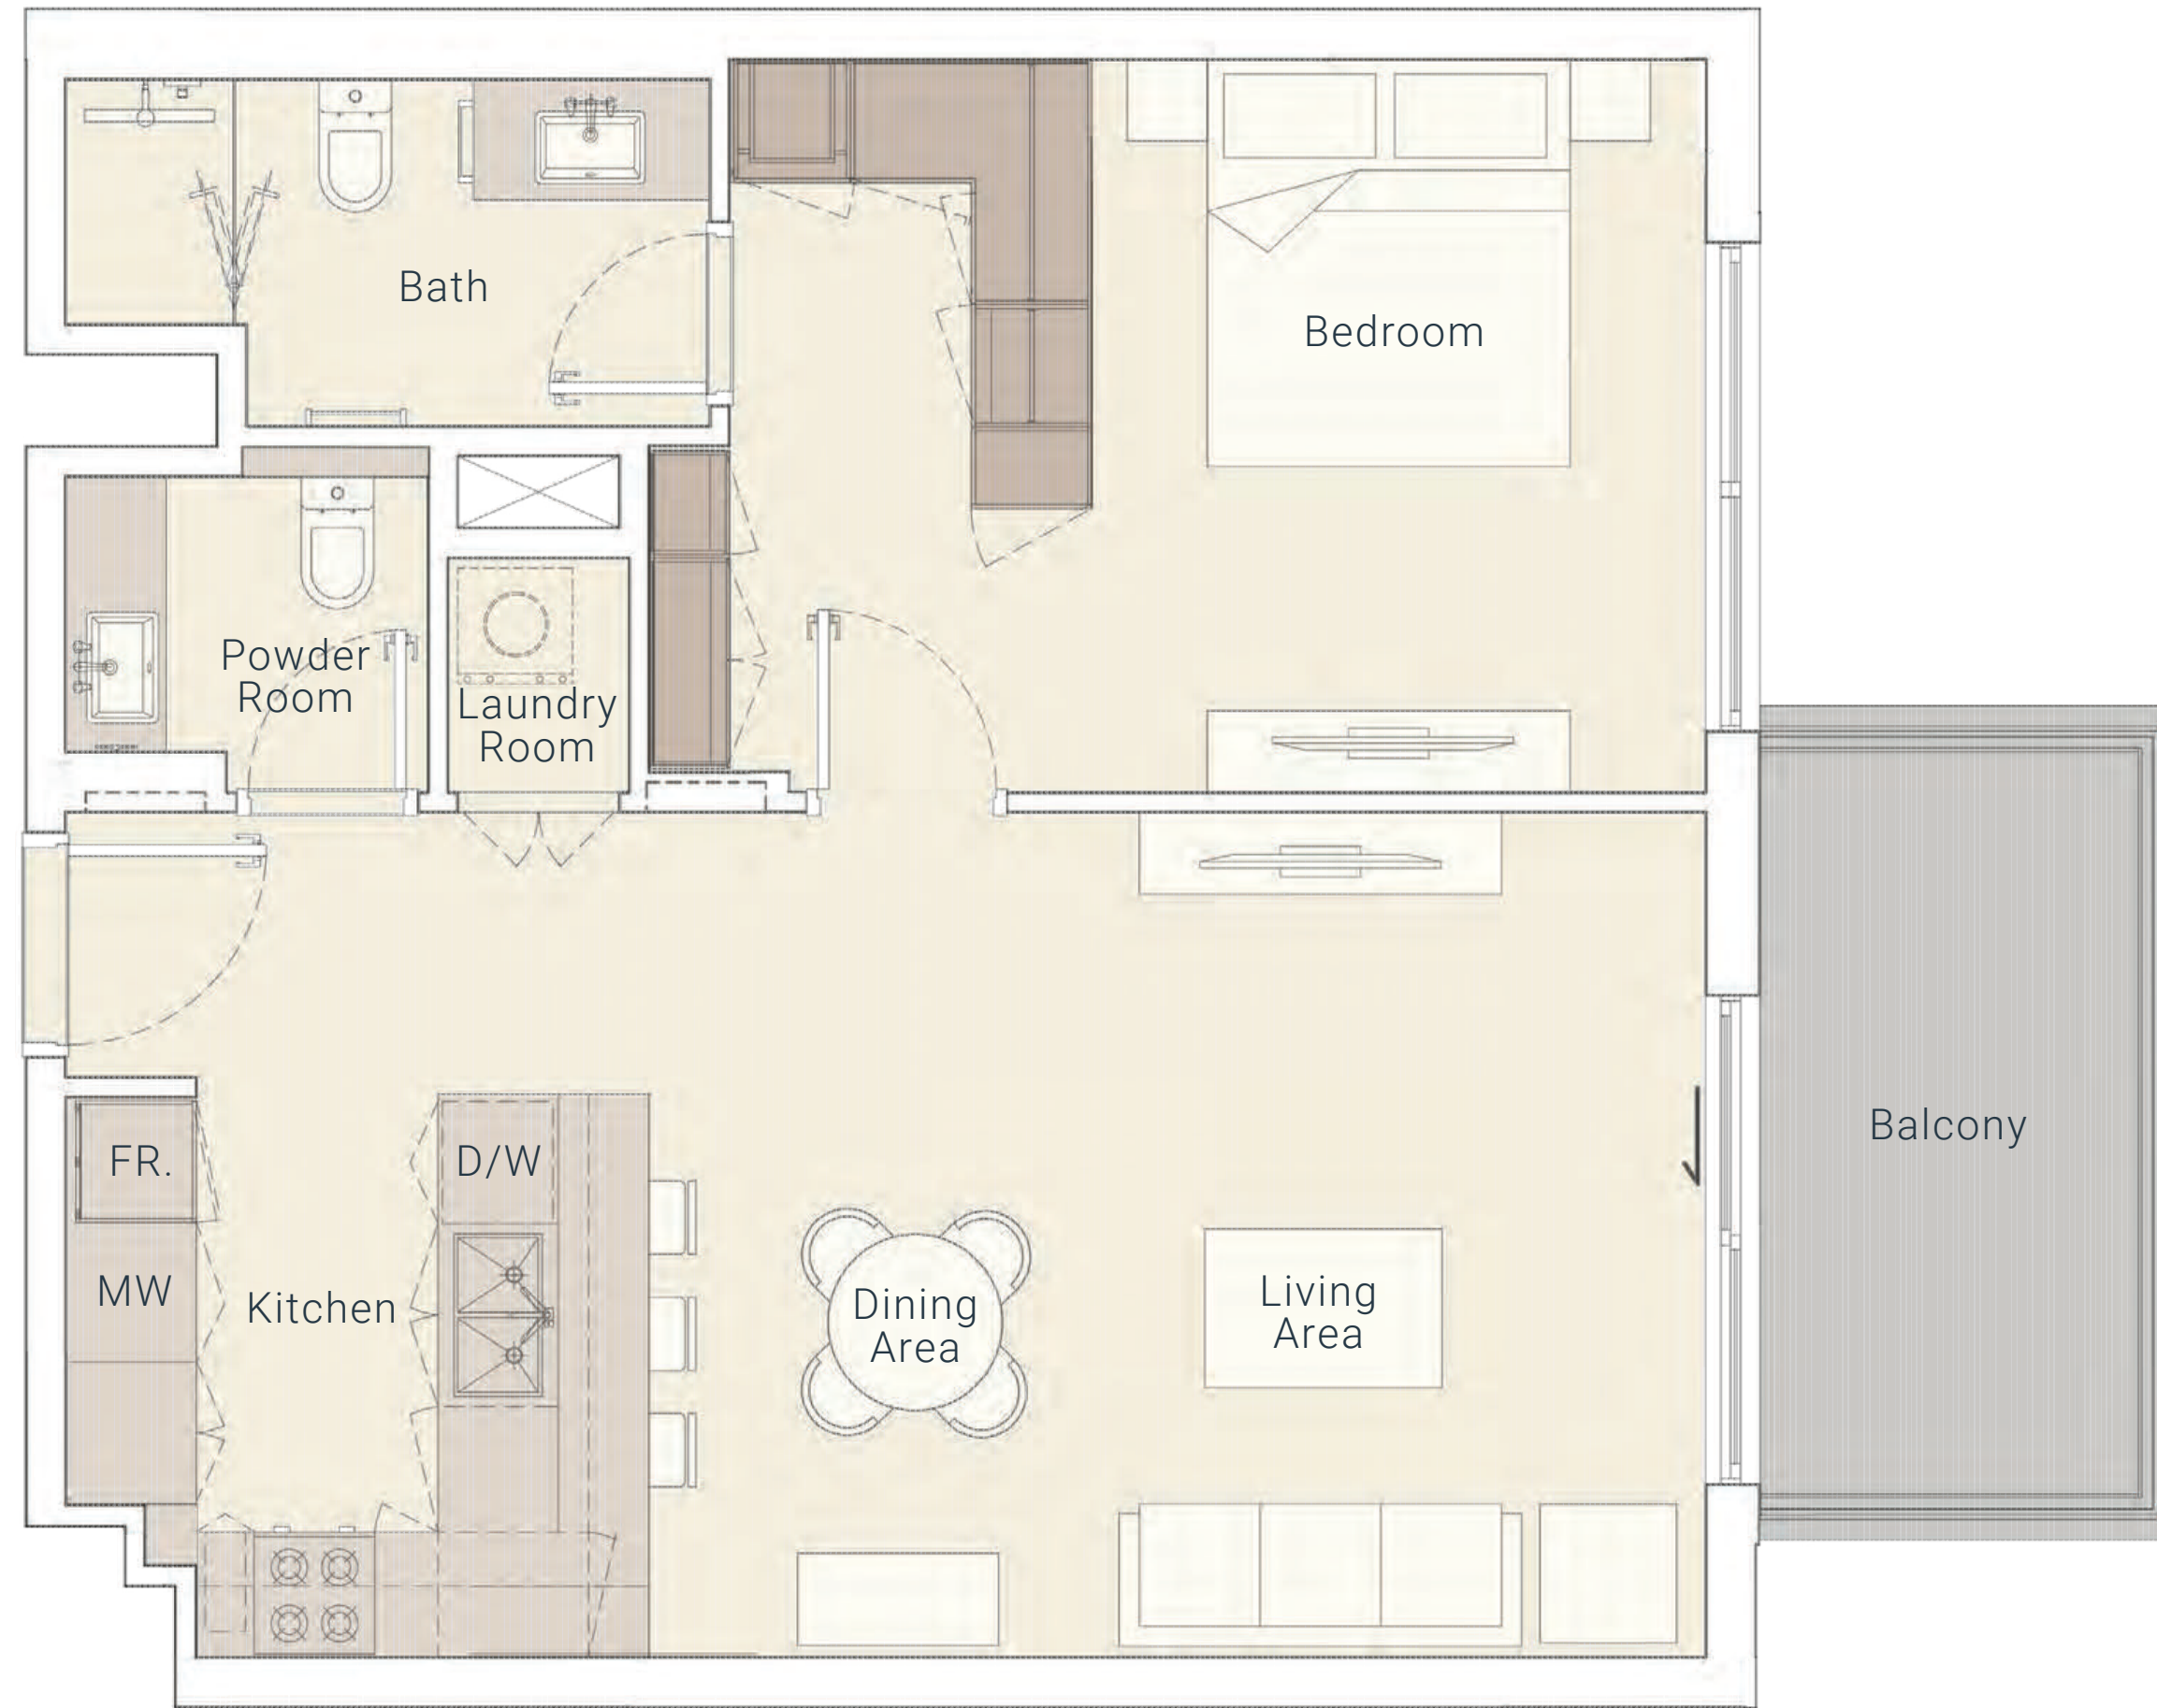 Bath
Bedroom
Powder
Room
Laundry
Room
Balcony
FR.
D/W
MW
Kitchen
Dining
Area
Living
Area